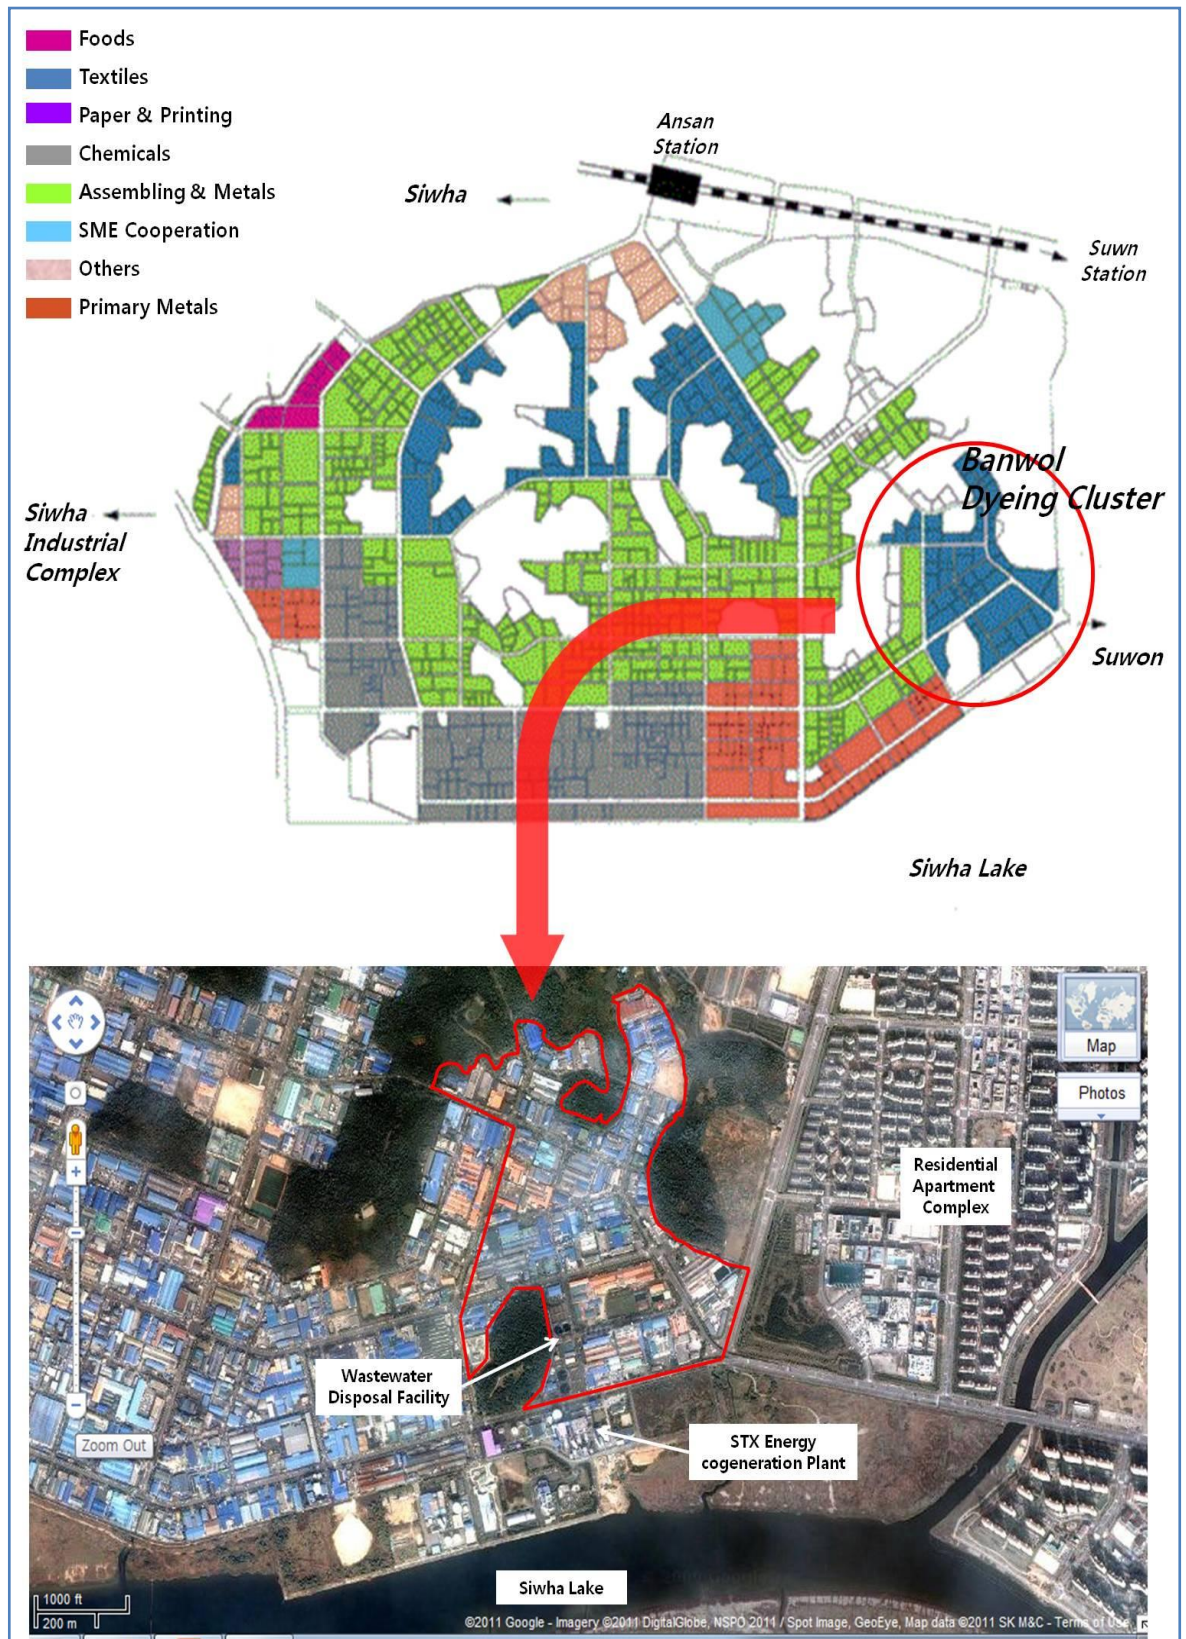 Foods
Textiles
Paper & Printing
Chemicals
Assembling & Metals
SME Cooperation
Others
Primary Metals
Ansan
Station
Siwha
Suwn
Station
Banwol
Dyeing Cluster
Siwha
Industrial
Complex
Suwon
Siwha Lake
Map
Photos
Residential
Apartment
Complex
Wastewater
Disposal Facility
Zoom Out
STX Energy
cogeneration Plant
Siwha Lake
1000 ft
200 m
©2011 Google - Imagery ©2011 DigitalGlobe, NSPO 2011 / Spot Image, GeoEye, Map data ©2011 SK M&C - Terms of Use